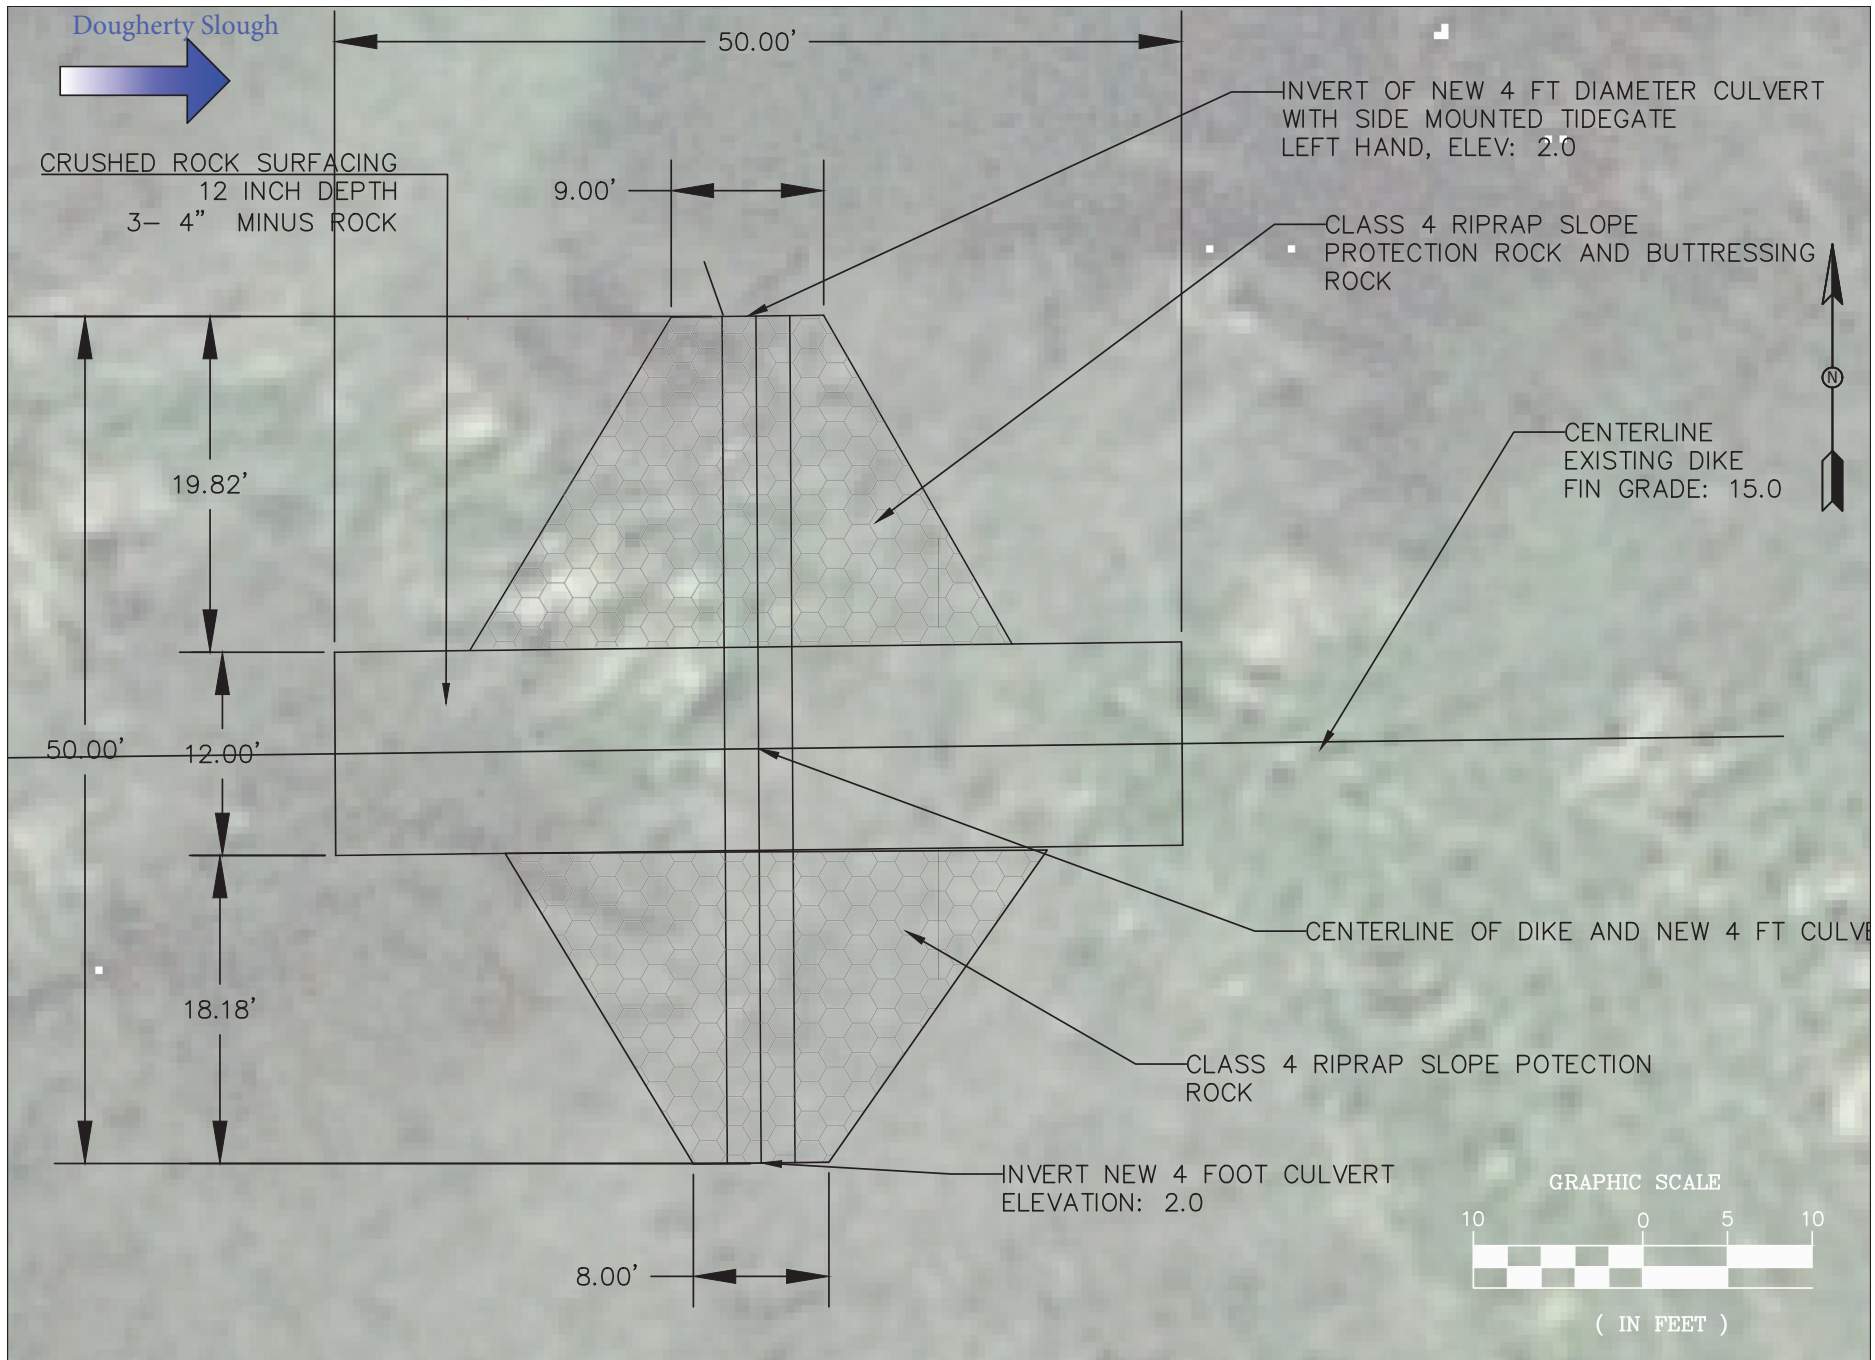 Dougherty Slough
50.00'
INVERT OF NEW 4 FT DIAMETER CULVERT
WITH SIDE MOUNTED TIDEGATE
LEFT HAND, ELEV: 2.0
CRUSHED ROCK SURFACING
12 INCH DEPTH
3- 4" MINUS ROCK
9.00'
CLASS 4 RIPRAP SLOPE
PROTECTION ROCK AND BUTTRESSING
ROCK
N
CENTERLINE
EXISTING DIKE
FIN GRADE: 15.0
19.82'
50.00'
12.00'
CENTERLINE OF DIKE AND NEW 4 FT CULVE
18.18'
CLASS 4 RIPRAP SLOPE POTECTION
ROCK
INVERT NEW 4 FOOT CULVERT
ELEVATION: 2.0
8.00'
GRAPHIC SCALE
10 0 5 10
( IN FEET )